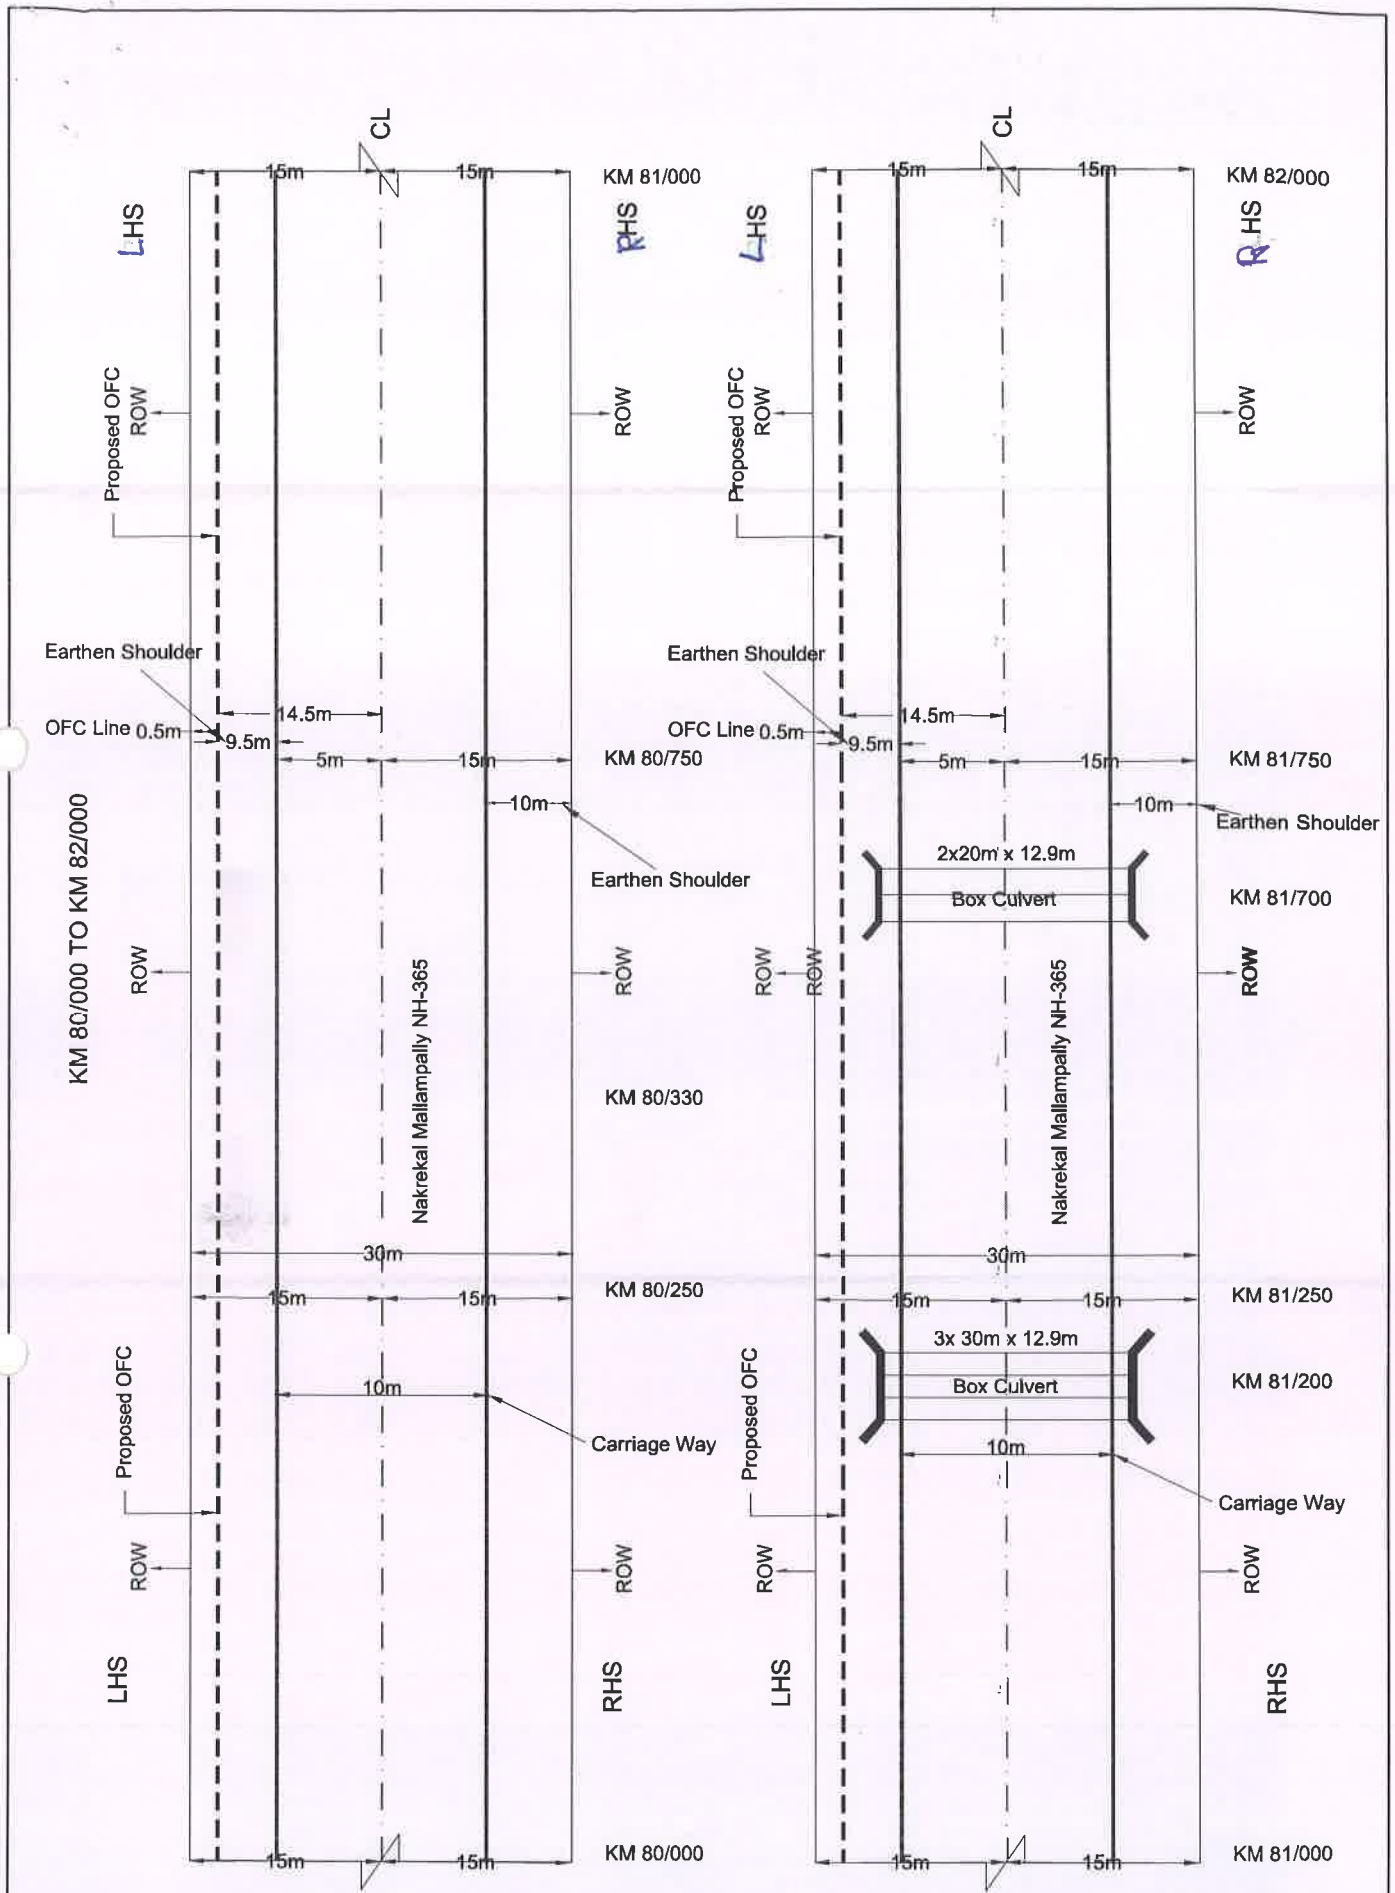 KM 80/000 TO KM 82/000
CL
15m
15m
KM 81/000
LHS
RHS
Proposed OFC
ROW
ROW
Earthen Shoulder
14.5m
OFC Line 0.5m
9.5m
5m
15m
KM 80/750
10m
Earthen Shoulder
ROW
ROW
Nakrekal Mallampally NH-365
KM 80/330
30m
15m
15m
KM 80/250
Proposed OFC
10m
Carriage Way
ROW
ROW
LHS
RHS
15m
15m
KM 80/000
CL
15m
15m
KM 82/000
LHS
RHS
Proposed OFC
ROW
ROW
Earthen Shoulder
14.5m
OFC Line 0.5m
9.5m
5m
15m
KM 81/750
10m
Earthen Shoulder
2x20m x 12.9m
Box Culvert
KM 81/700
ROW
ROW
ROW
Nakrekal Mallampally NH-365
30m
15m
15m
KM 81/250
3x 30m x 12.9m
Box Culvert
KM 81/200
Proposed OFC
10m
Carriage Way
ROW
ROW
LHS
RHS
15m
15m
KM 81/000